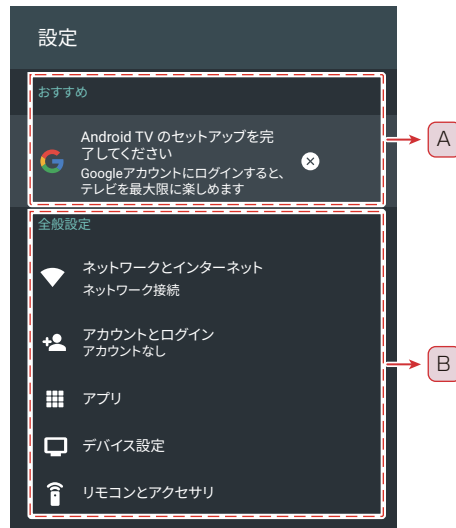 設定
おすすめ
Android TV のセットアップを完
了してください
Googleアカウントにログインすると、
テレビを最大限に楽しめます
A
全般設定
ネットワークとインターネット
ネットワーク接続
アカウントとログイン
アカウントなし
B
アプリ
デバイス設定
リモコンとアクセサリ